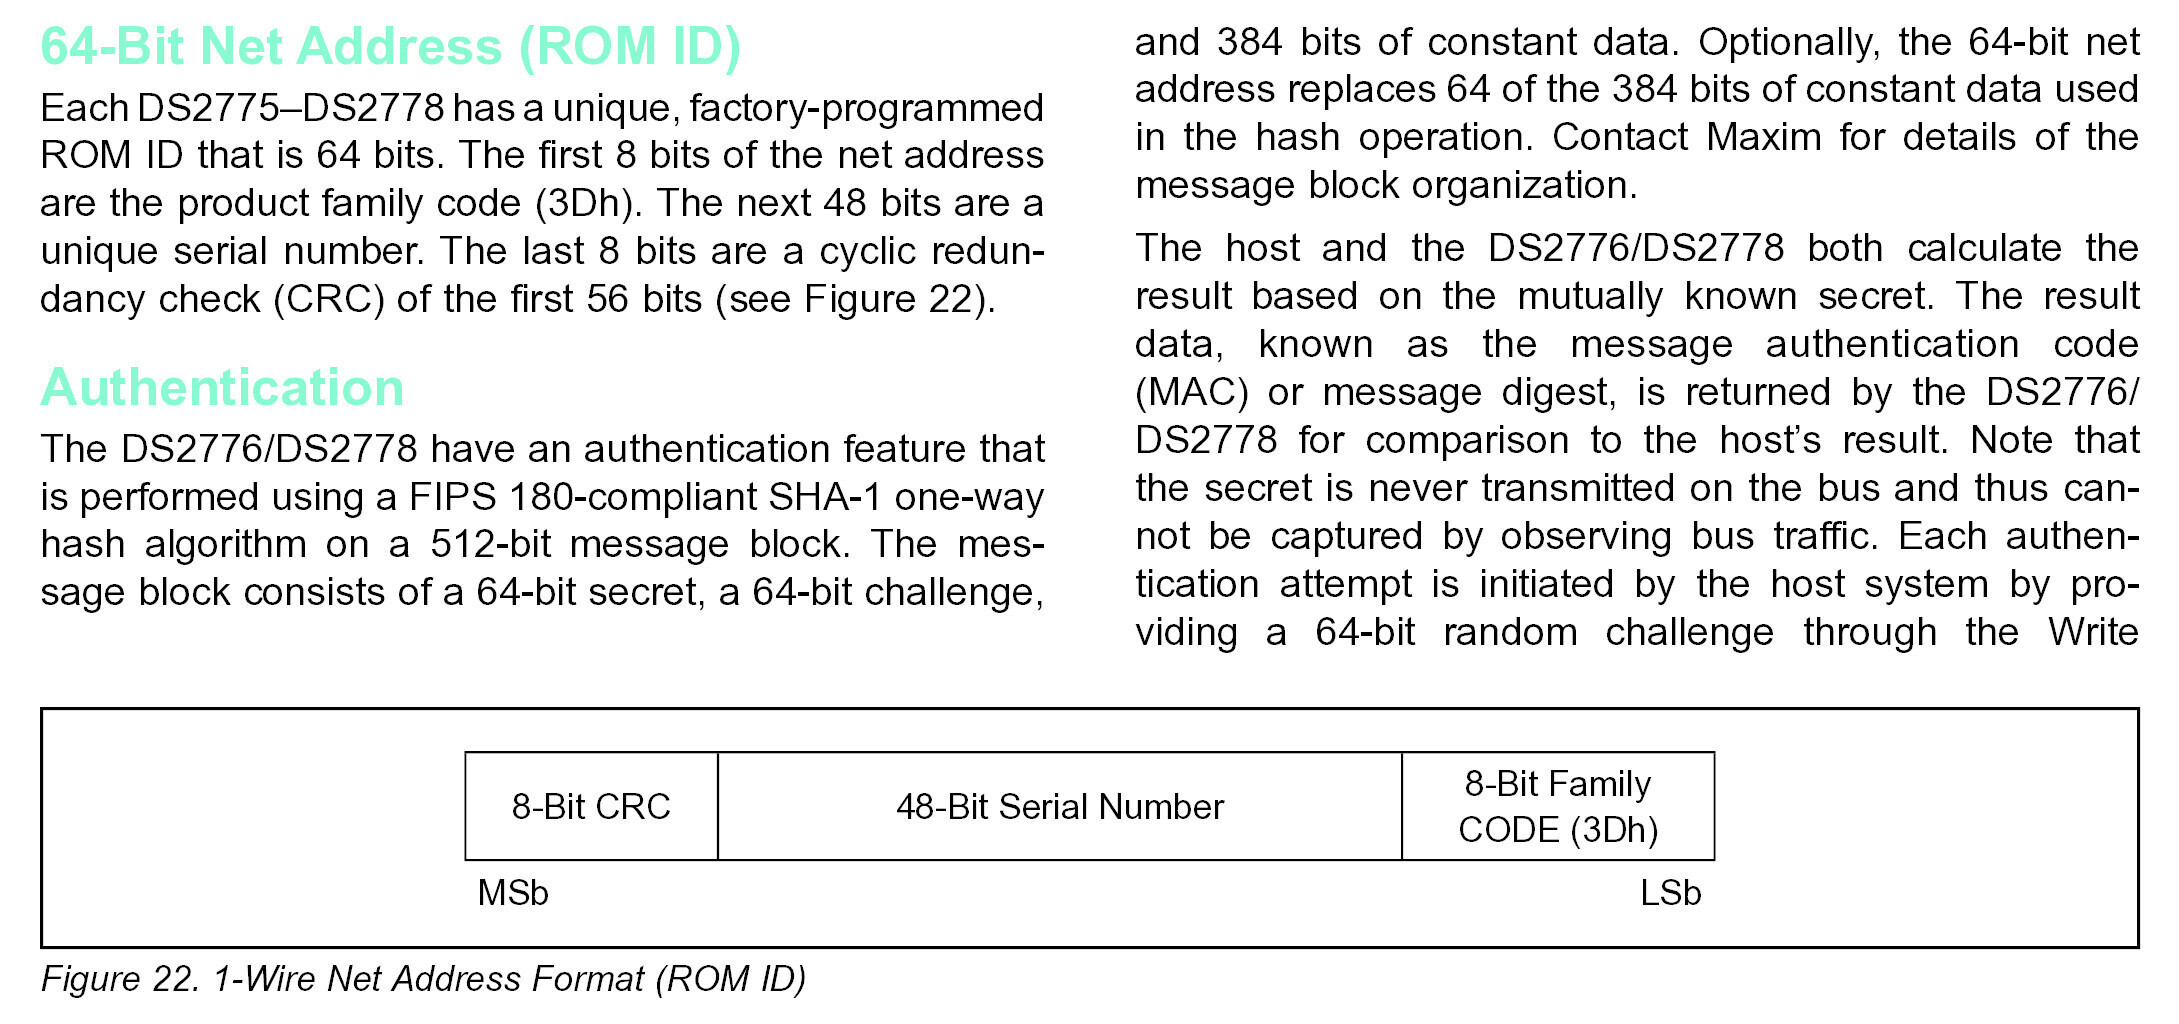 64-Bit Net Address (ROM ID)
Each DS2775–DS2778 has a unique, factory-programmed
ROM ID that is 64 bits. The first 8 bits of the net address
are the product family code (3Dh). The next 48 bits are a
unique serial number. The last 8 bits are a cyclic redun-
dancy check (CRC) of the first 56 bits (see Figure 22).
Authentication
The DS2776/DS2778 have an authentication feature that
is performed using a FIPS 180-compliant SHA-1 one-way
hash algorithm on a 512-bit message block. The mes-
sage block consists of a 64-bit secret, a 64-bit challenge,
and 384 bits of constant data. Optionally, the 64-bit net
address replaces 64 of the 384 bits of constant data used
in the hash operation. Contact Maxim for details of the
message block organization.
The host and the DS2776/DS2778 both calculate the
result based on the mutually known secret. The result
data, known as the message authentication code
(MAC) or message digest, is returned by the DS2776/
DS2778 for comparison to the host’s result. Note that
the secret is never transmitted on the bus and thus can-
not be captured by observing bus traffic. Each authen-
tication attempt is initiated by the host system by pro-
viding a 64-bit random challenge through the Write
8-Bit CRC
48-Bit Serial Number
8-Bit Family
CODE (3Dh)
MSb
LSb
Figure 22. 1-Wire Net Address Format (ROM ID)